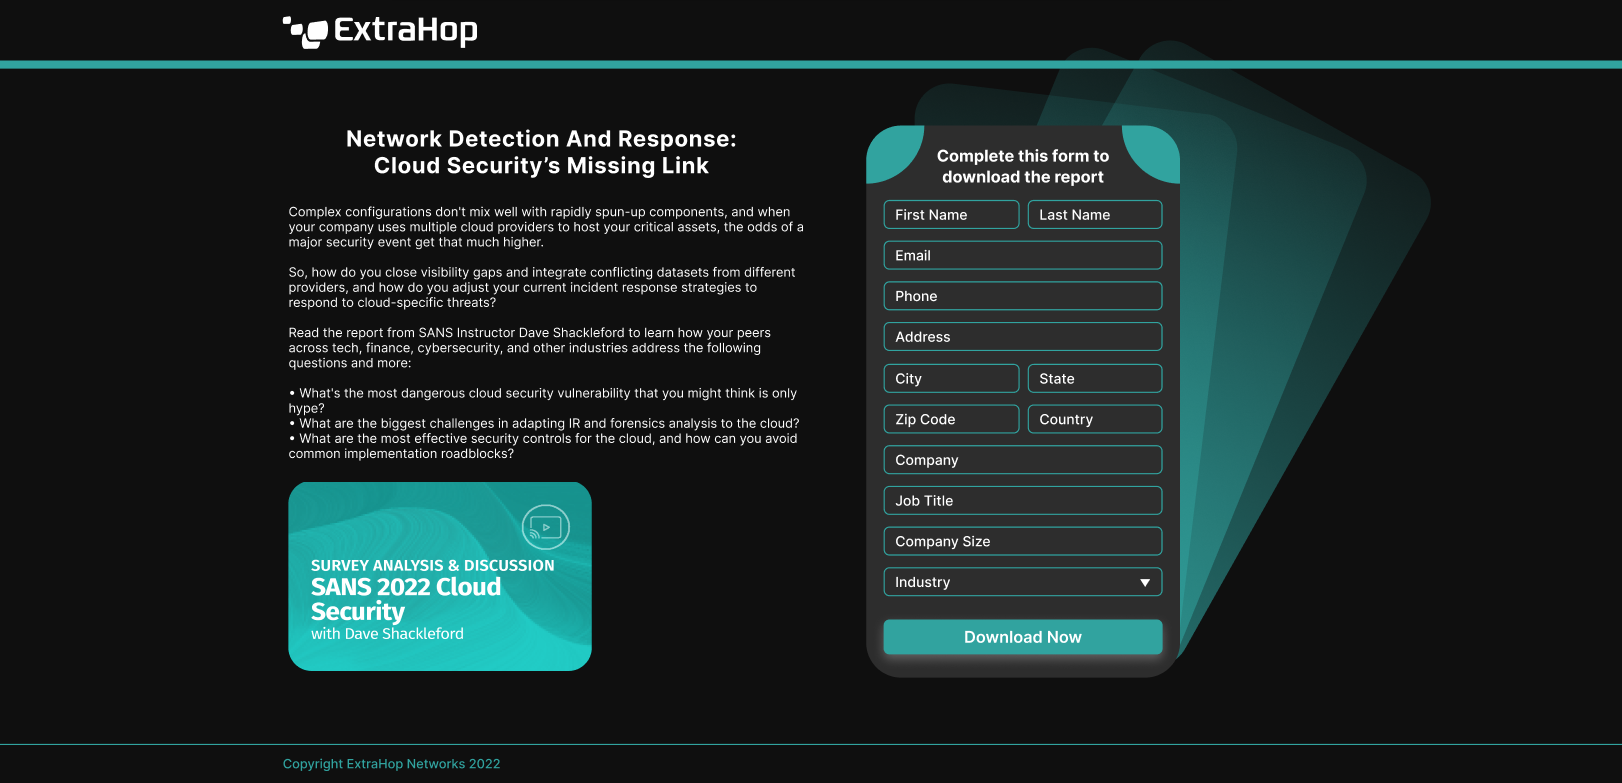 ExtraHop
Network Detection And Response:
Cloud Security’s Missing Link
Complex configurations don't mix well with rapidly spun-up components, and when
your company uses multiple cloud providers to host your critical assets, the odds of a
major security event get that much higher.
So, how do you close visibility gaps and integrate conflicting datasets from different
providers, and how do you adjust your current incident response strategies to
respond to cloud-specific threats?
Read the report from SANS Instructor Dave Shackleford to learn how your peers
across tech, finance, cybersecurity, and other industries address the following
questions and more:
• What's the most dangerous cloud security vulnerability that you might think is only
hype?
• What are the biggest challenges in adapting IR and forensics analysis to the cloud?
• What are the most effective security controls for the cloud, and how can you avoid
common implementation roadblocks?
SURVEY ANALYSIS & DISCUSSION
SANS 2022 Cloud
Security
with Dave Shackleford
Complete this form to
download the report
First Name
Last Name
Email
Phone
Address
City
State
Zip Code
Country
Company
Job Title
Company Size
Industry
Download Now
Copyright ExtraHop Networks 2022